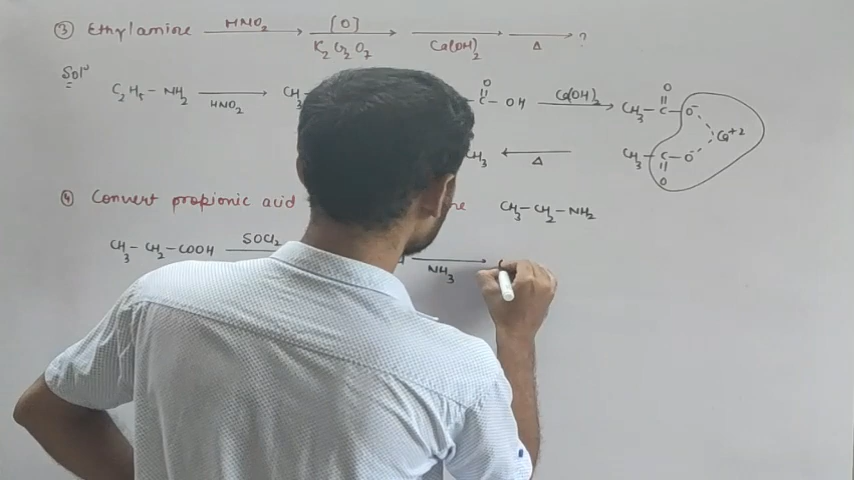 ③ Ethylamine HNO2 [O] K2Cr2O7 Ca(OH)2 Δ ?
Solⁿ
C2H5-NH2 HNO2 CH3 O C-OH Ca(OH)2 CH3-C-O⁻ O
Ca+2
CH3 Δ CH3-C-O⁻ O
④ Convert propionic acid CH3-CH2-NH2
CH3-CH2-COOH SOCl2 NH3